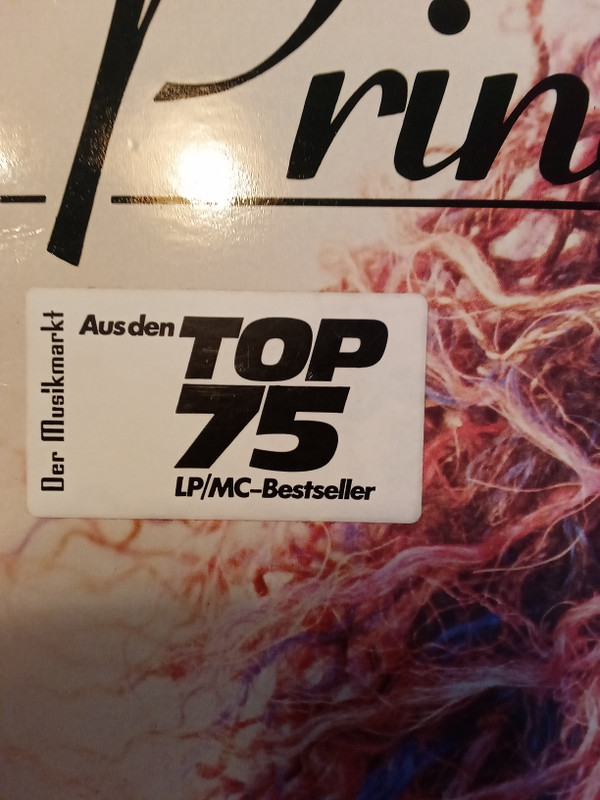 Prin
Der Musikmarkt
Aus den TOP
75
LP/MC-Bestseller